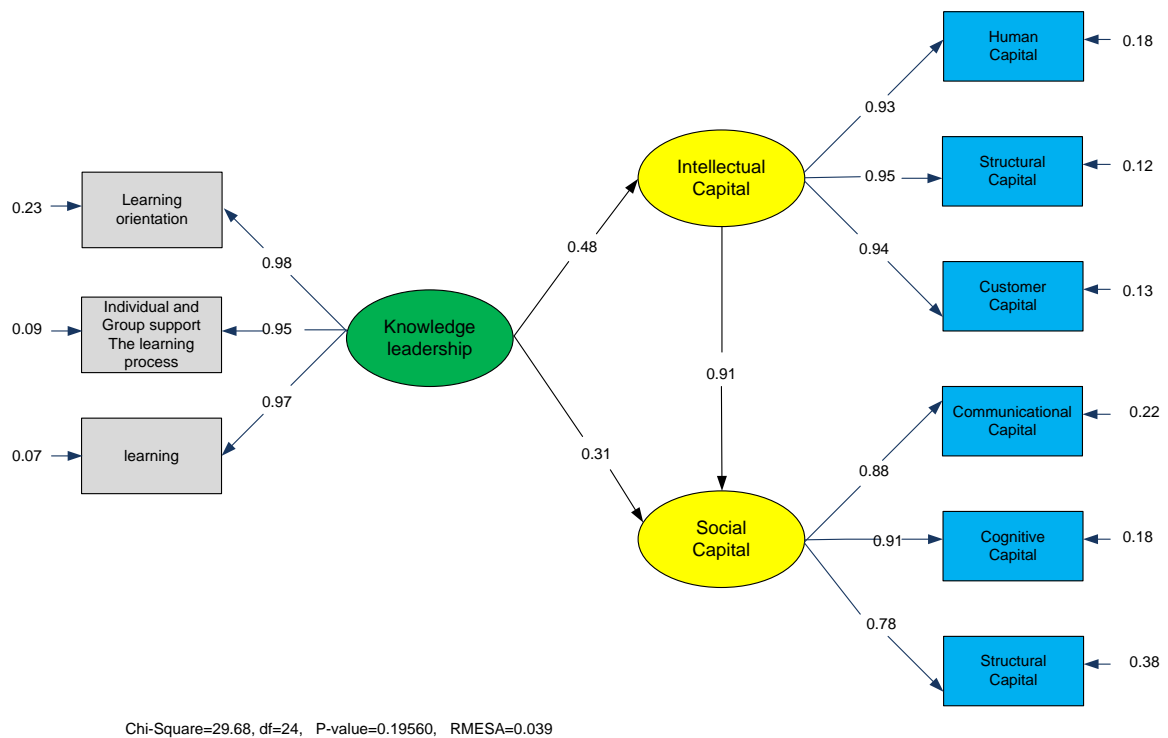 Human
Capital
0.18
0.93
Structural
Capital
0.12
Intellectual
Capital
0.95
Learning
orientation
0.23
0.94
0.48
0.98
Customer
Capital
0.13
Individual and
Group support
The learning
process
0.09
0.95
Knowledge
leadership
0.91
0.97
Communicational
Capital
0.22
learning
0.07
0.31
0.88
Social
Capital
0.91
Cognitive
Capital
0.18
0.78
Structural
Capital
0.38
Chi-Square=29.68, df=24, P-value=0.19560, RMESA=0.039